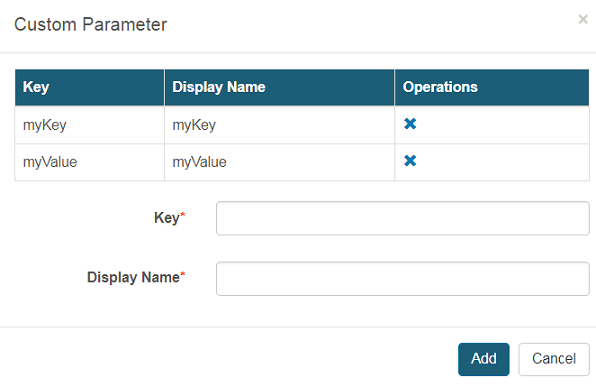 Custom Parameter ×
Key Display Name Operations
myKey myKey ✖
myValue myValue ✖
Key*
Display Name*
Add Cancel